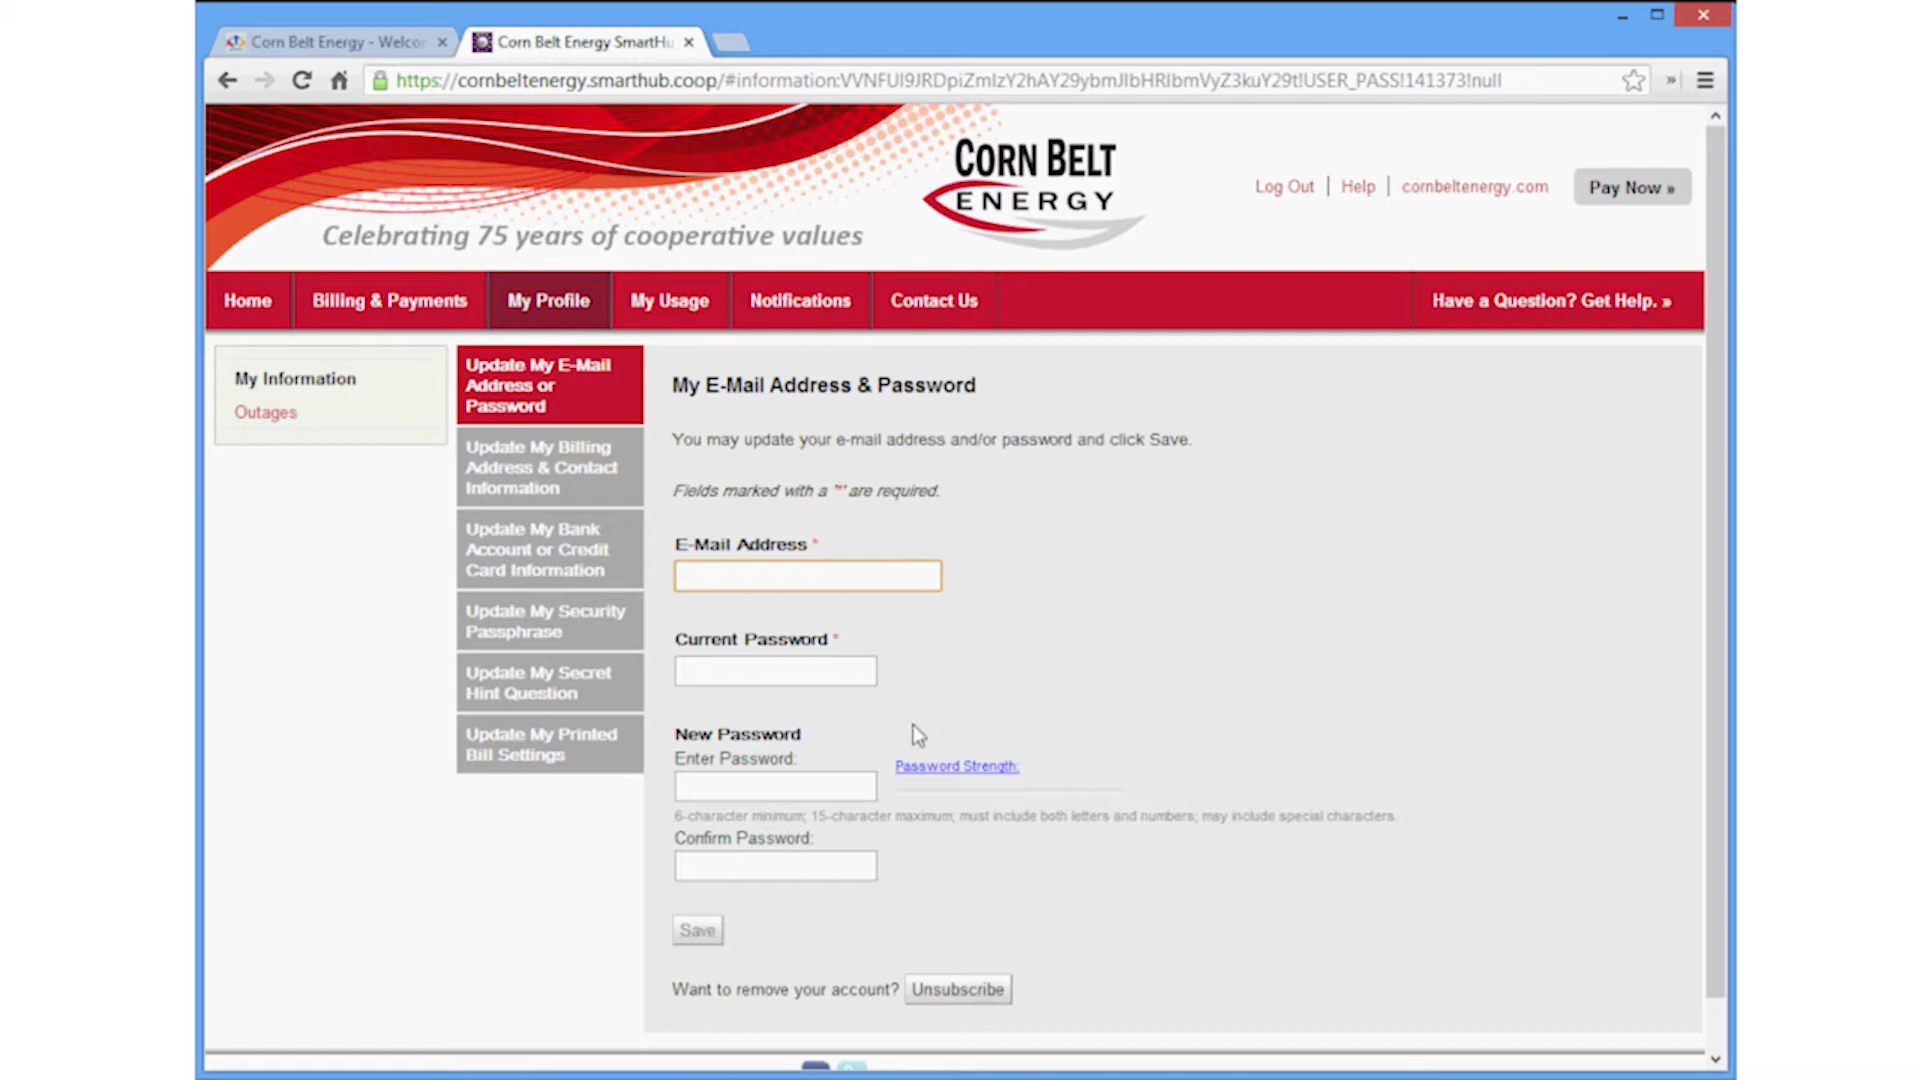 Corn Belt Energy - Welcor
Corn Belt Energy SmartHu
https://cornbeltenergy.smarthub.coop/#information:VVNFUl9JRDpiZmIzY2hAY29ybmJlbHRlbmVyZ3kuY29t!USER_PASS!141373!null
CORN BELT
ENERGY
Celebrating 75 years of cooperative values
Log Out | Help | cornbeltenergy.com
Pay Now »
Home
Billing & Payments
My Profile
My Usage
Notifications
Contact Us
Have a Question? Get Help. »
My Information
Outages
Update My E-Mail
Address or
Password
Update My Billing
Address & Contact
Information
Update My Bank
Account or Credit
Card Information
Update My Security
Passphrase
Update My Secret
Hint Question
Update My Printed
Bill Settings
My E-Mail Address & Password
You may update your e-mail address and/or password and click Save.
Fields marked with a '*' are required.
E-Mail Address *
Current Password *
New Password
Enter Password:
Password Strength:
6-character minimum; 15-character maximum; must include both letters and numbers; may include special characters.
Confirm Password:
Save
Want to remove your account? Unsubscribe